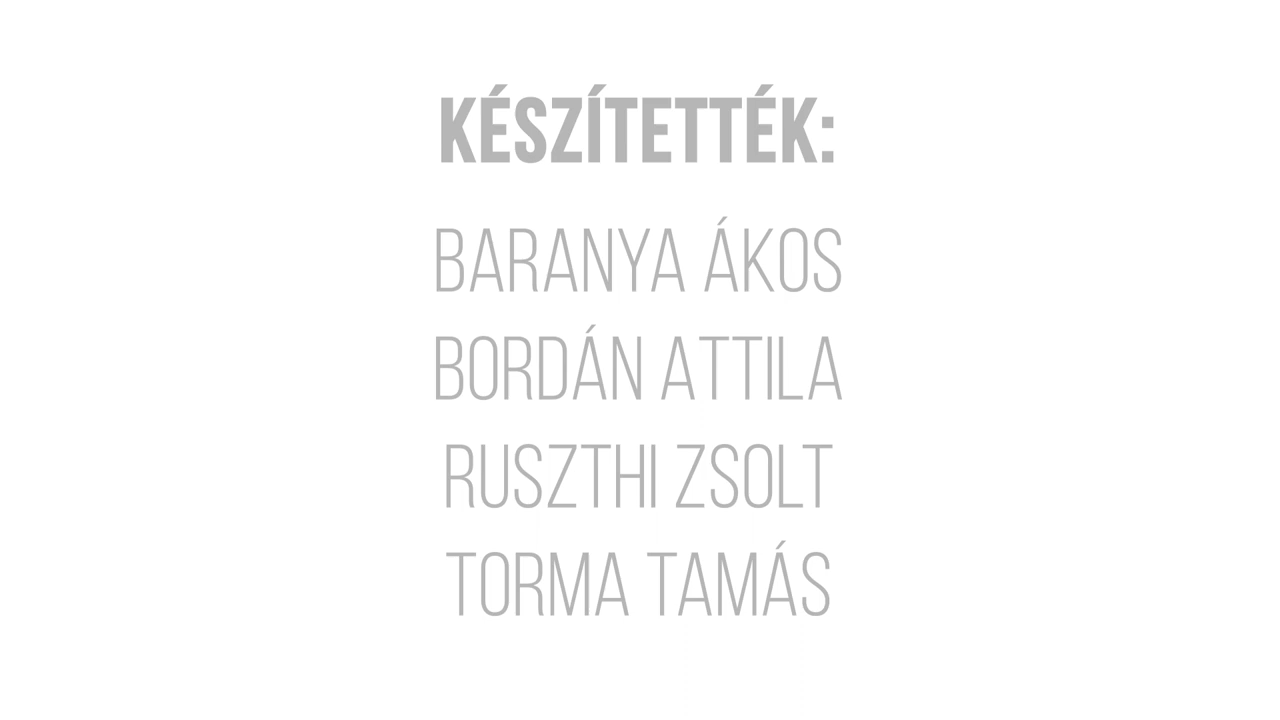 KÉSZÍTETTÉK:
BARANYA ÁKOS
BORDÁN ATTILA
RUSZTHI ZSOLT
TORMA TAMÁS